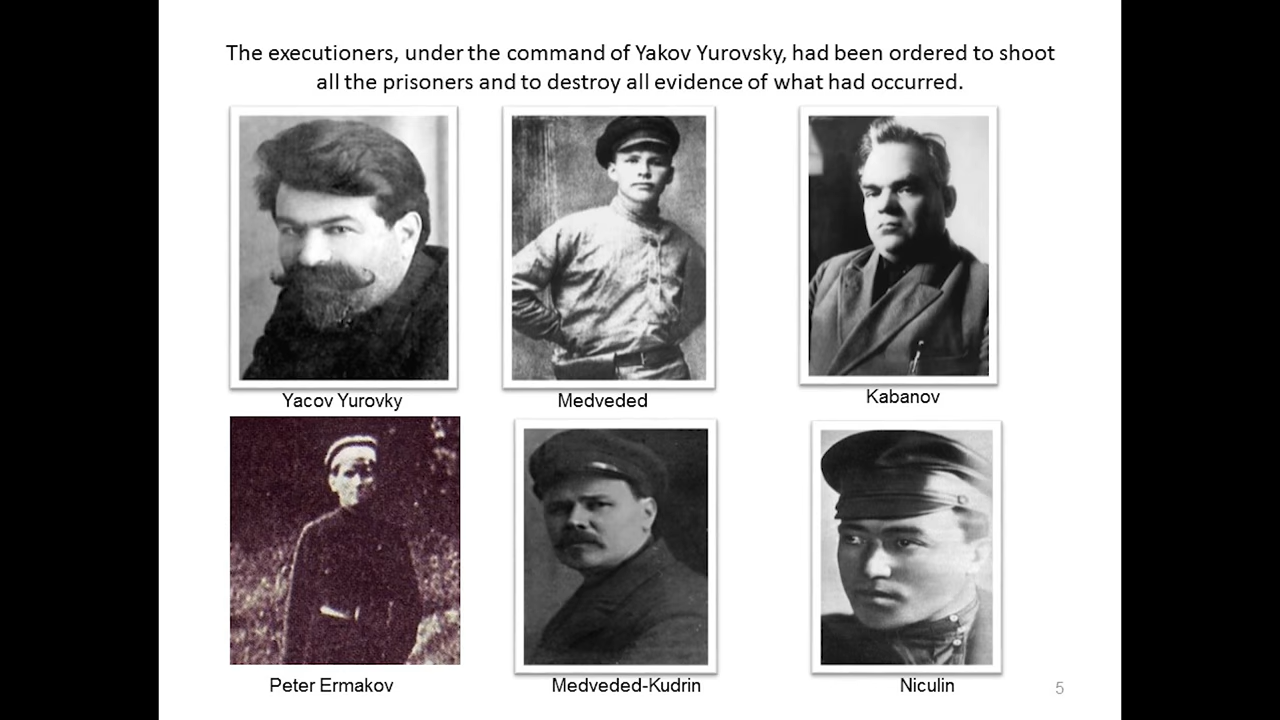 The executioners, under the command of Yakov Yurovsky, had been ordered to shoot
all the prisoners and to destroy all evidence of what had occurred.
Yacov Yurovky
Medveded
Kabanov
Peter Ermakov
Medveded-Kudrin
Niculin
5